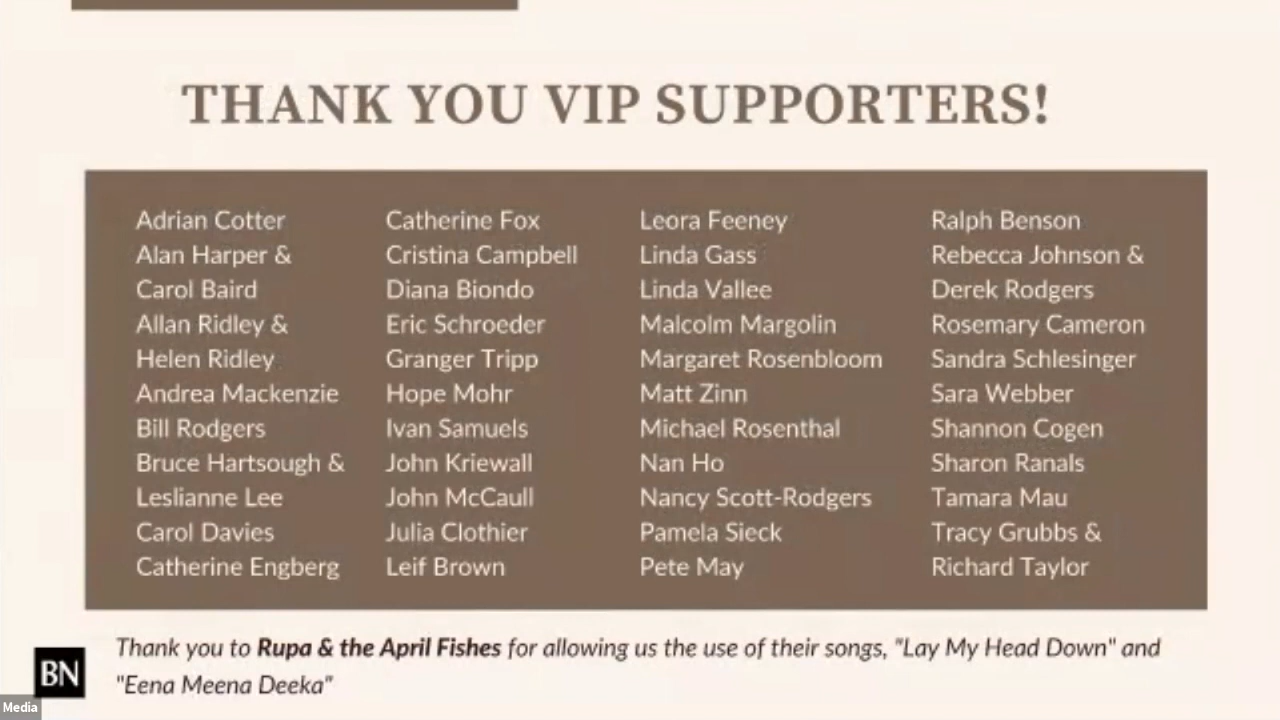 THANK YOU VIP SUPPORTERS!
Adrian Cotter
Alan Harper &
Carol Baird
Allan Ridley &
Helen Ridley
Andrea Mackenzie
Bill Rodgers
Bruce Hartsough &
Leslianne Lee
Carol Davies
Catherine Engberg
Catherine Fox
Cristina Campbell
Diana Biondo
Eric Schroeder
Granger Tripp
Hope Mohr
Ivan Samuels
John Kriewall
John McCaull
Julia Clothier
Leif Brown
Leora Feeney
Linda Gass
Linda Vallee
Malcolm Margolin
Margaret Rosenbloom
Matt Zinn
Michael Rosenthal
Nan Ho
Nancy Scott-Rodgers
Pamela Sieck
Pete May
Ralph Benson
Rebecca Johnson &
Derek Rodgers
Rosemary Cameron
Sandra Schlesinger
Sara Webber
Shannon Cogen
Sharon Ranals
Tamara Mau
Tracy Grubbs &
Richard Taylor
Thank you to Rupa & the April Fishes for allowing us the use of their songs, "Lay My Head Down" and
"Eena Meena Deeka"
BN
Media